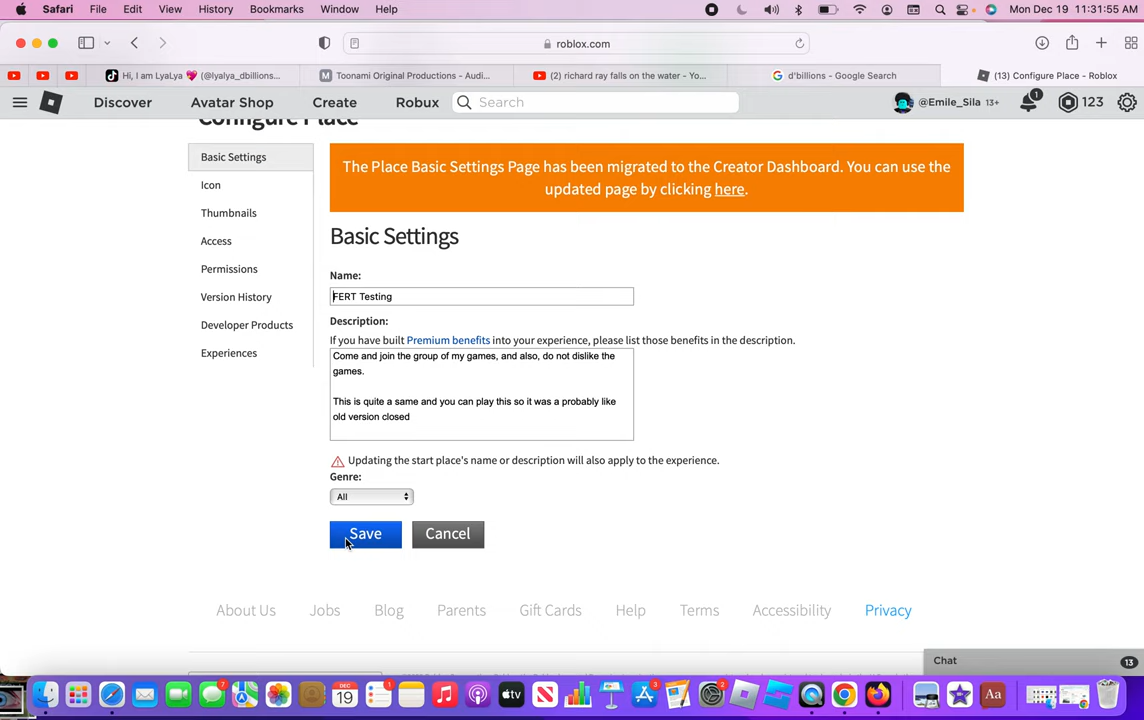 Safari File Edit View History Bookmarks Window Help Mon Dec 19 11:31:55 AM
roblox.com
Hi, I am LyaLya 💖 (@lyalya_dbillions... Toonami Original Productions - Audi... (2) richard ray falls on the water - Yo... d'billions - Google Search (13) Configure Place - Roblox
Discover Avatar Shop Create Robux Search @Emile_Sila 13+ 1 123
Configure Place
Basic Settings
Icon
Thumbnails
Access
Permissions
Version History
Developer Products
Experiences
The Place Basic Settings Page has been migrated to the Creator Dashboard. You can use the
updated page by clicking here.
Basic Settings
Name:
FERT Testing
Description:
If you have built Premium benefits into your experience, please list those benefits in the description.
Come and join the group of my games, and also, do not dislike the
games.
This is quite a same and you can play this so it was a probably like
old version closed
Updating the start place's name or description will also apply to the experience.
Genre:
All
Save Cancel
About Us Jobs Blog Parents Gift Cards Help Terms Accessibility Privacy
Chat 13
7 DEC 19 1 tv 3 2 Aa